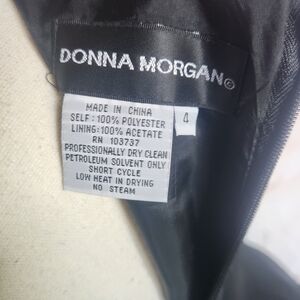 DONNA MORGAN©
4
MADE IN CHINA
SELF: 100% POLYESTER
LINING: 100% ACETATE
RN 103737
PROFESSIONALLY DRY CLEAN
PETROLEUM SOLVENT ONLY
SHORT CYCLE
LOW HEAT IN DRYING
NO STEAM